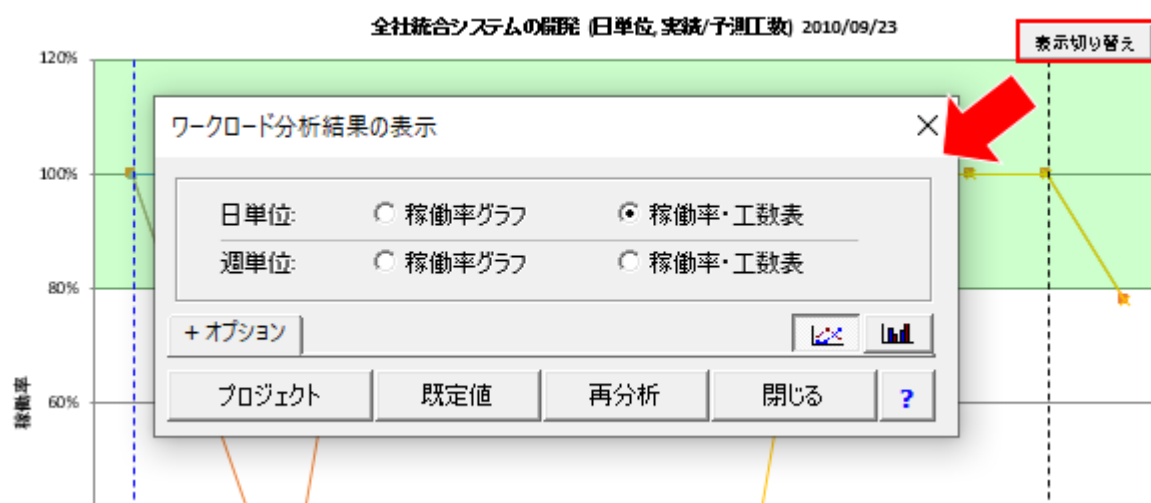 全社統合システムの開発 (日単位, 実績/予測工数) 2010/09/23
表示切り替え
120%
ワークロード分析結果の表示
100%
日単位: 稼働率グラフ 稼働率・工数表
週単位: 稼働率グラフ 稼働率・工数表
80%
+ オプション
プロジェクト 既定値 再分析 閉じる ?
60%
稼働率